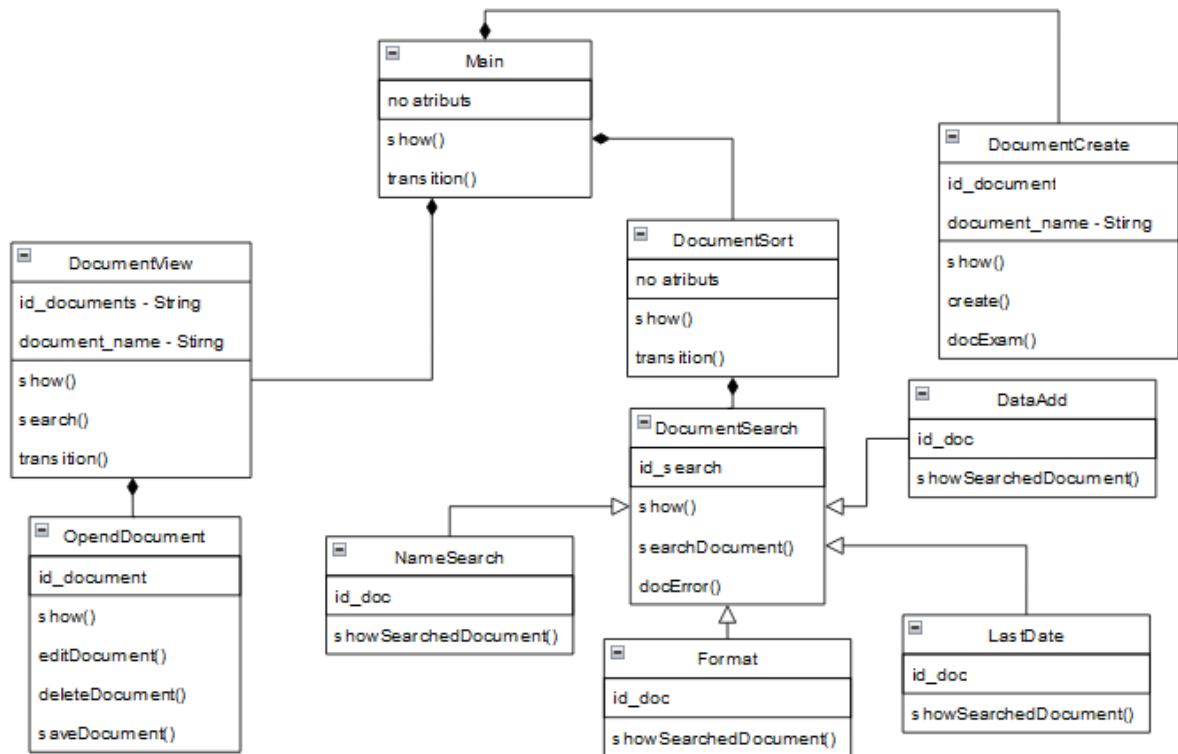 Main
no atributs
show()
transition()
DocumentCreate
id_document
document_name - Stirng
show()
create()
docExam()
DocumentView
id_documents - String
document_name - Stirng
show()
search()
transition()
DocumentSort
no atributs
show()
transition()
DocumentSearch
id_search
show()
searchDocument()
docError()
DataAdd
id_doc
showSearchedDocument()
OpendDocument
id_document
show()
editDocument()
deleteDocument()
saveDocument()
NameSearch
id_doc
showSearchedDocument()
Format
id_doc
showSearchedDocument()
LastDate
id_doc
showSearchedDocument()